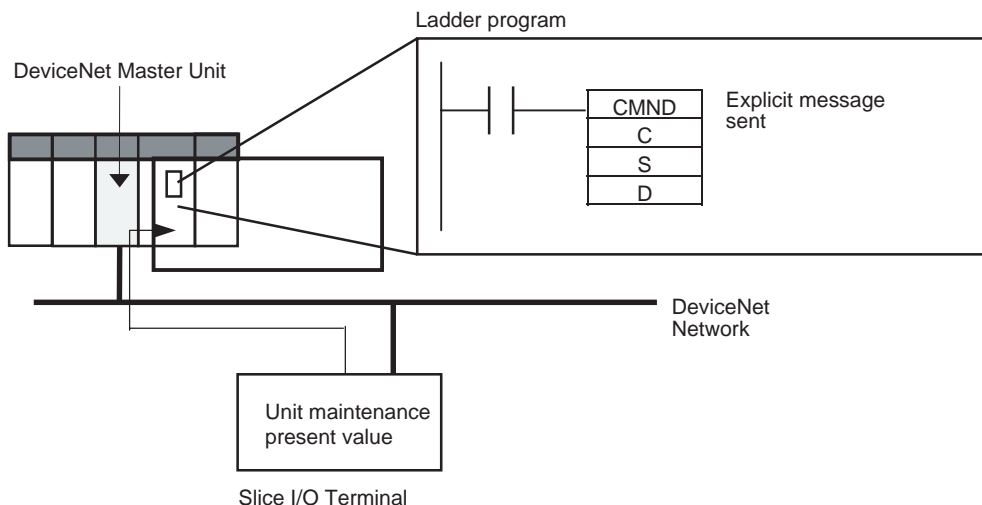 Ladder program
DeviceNet Master Unit
CMND
C
S
D
Explicit message
sent
DeviceNet
Network
Unit maintenance
present value
Slice I/O Terminal